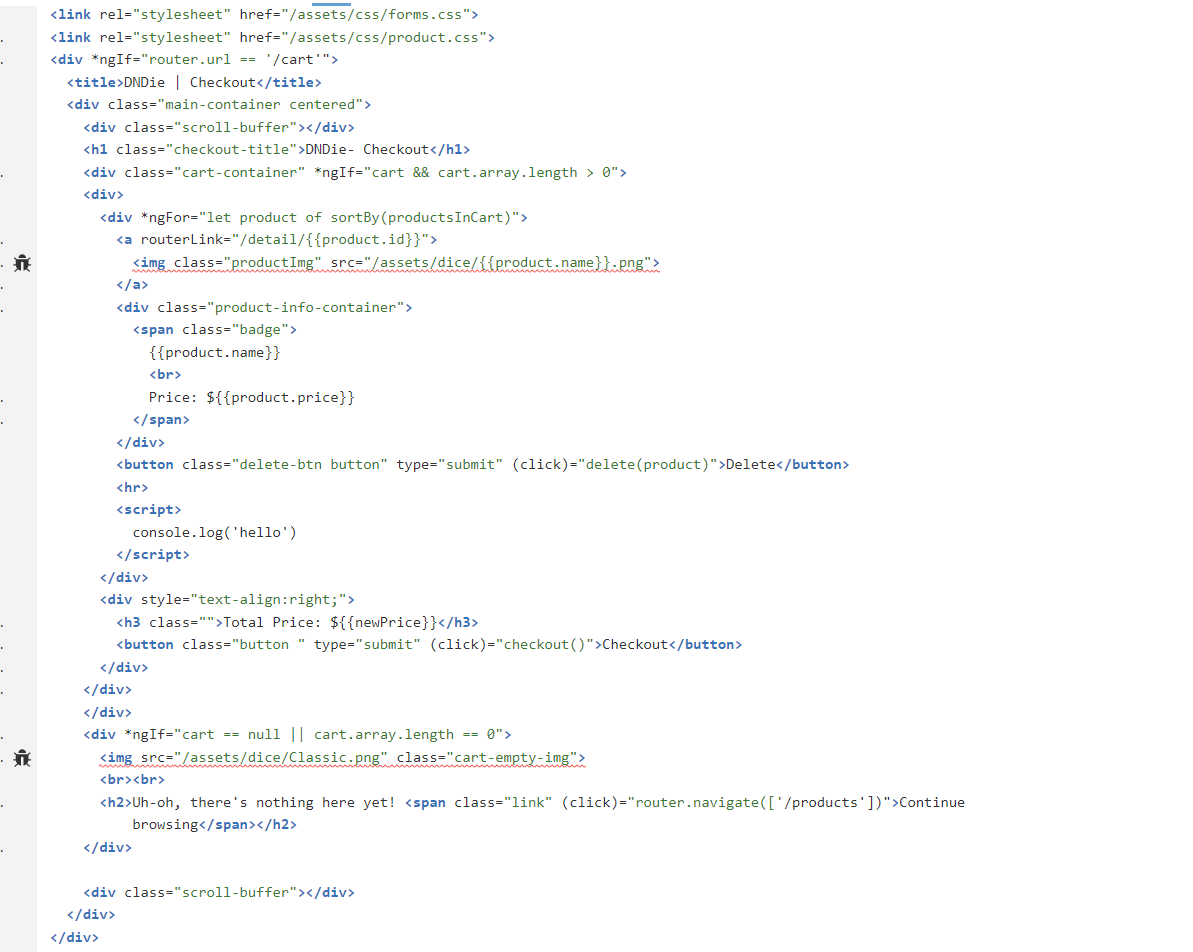 <link rel="stylesheet" href="/assets/css/forms.css">
<link rel="stylesheet" href="/assets/css/product.css">
<div *ngIf="router.url == '/cart'">
<title>DNDie | Checkout</title>
<div class="main-container centered">
<div class="scroll-buffer"></div>
<h1 class="checkout-title">DNDie- Checkout</h1>
<div class="cart-container" *ngIf="cart && cart.array.length > 0">
<div>
<div *ngFor="let product of sortBy(productsInCart)">
<a routerLink="/detail/{{product.id}}">
<img class="productImg" src="/assets/dice/{{product.name}}.png">
</a>
<div class="product-info-container">
<span class="badge">
{{product.name}}
<br>
Price: ${{product.price}}
</span>
</div>
<button class="delete-btn button" type="submit" (click)="delete(product)">Delete</button>
<hr>
<script>
console.log('hello')
</script>
</div>
<div style="text-align:right;">
<h3 class="">Total Price: ${{newPrice}}</h3>
<button class="button " type="submit" (click)="checkout()">Checkout</button>
</div>
</div>
</div>
<div *ngIf="cart == null || cart.array.length == 0">
<img src="/assets/dice/Classic.png" class="cart-empty-img">
<br><br>
<h2>Uh-oh, there's nothing here yet! <span class="link" (click)="router.navigate(['/products'])">Continue
browsing</span></h2>
</div>
<div class="scroll-buffer"></div>
</div>
</div>